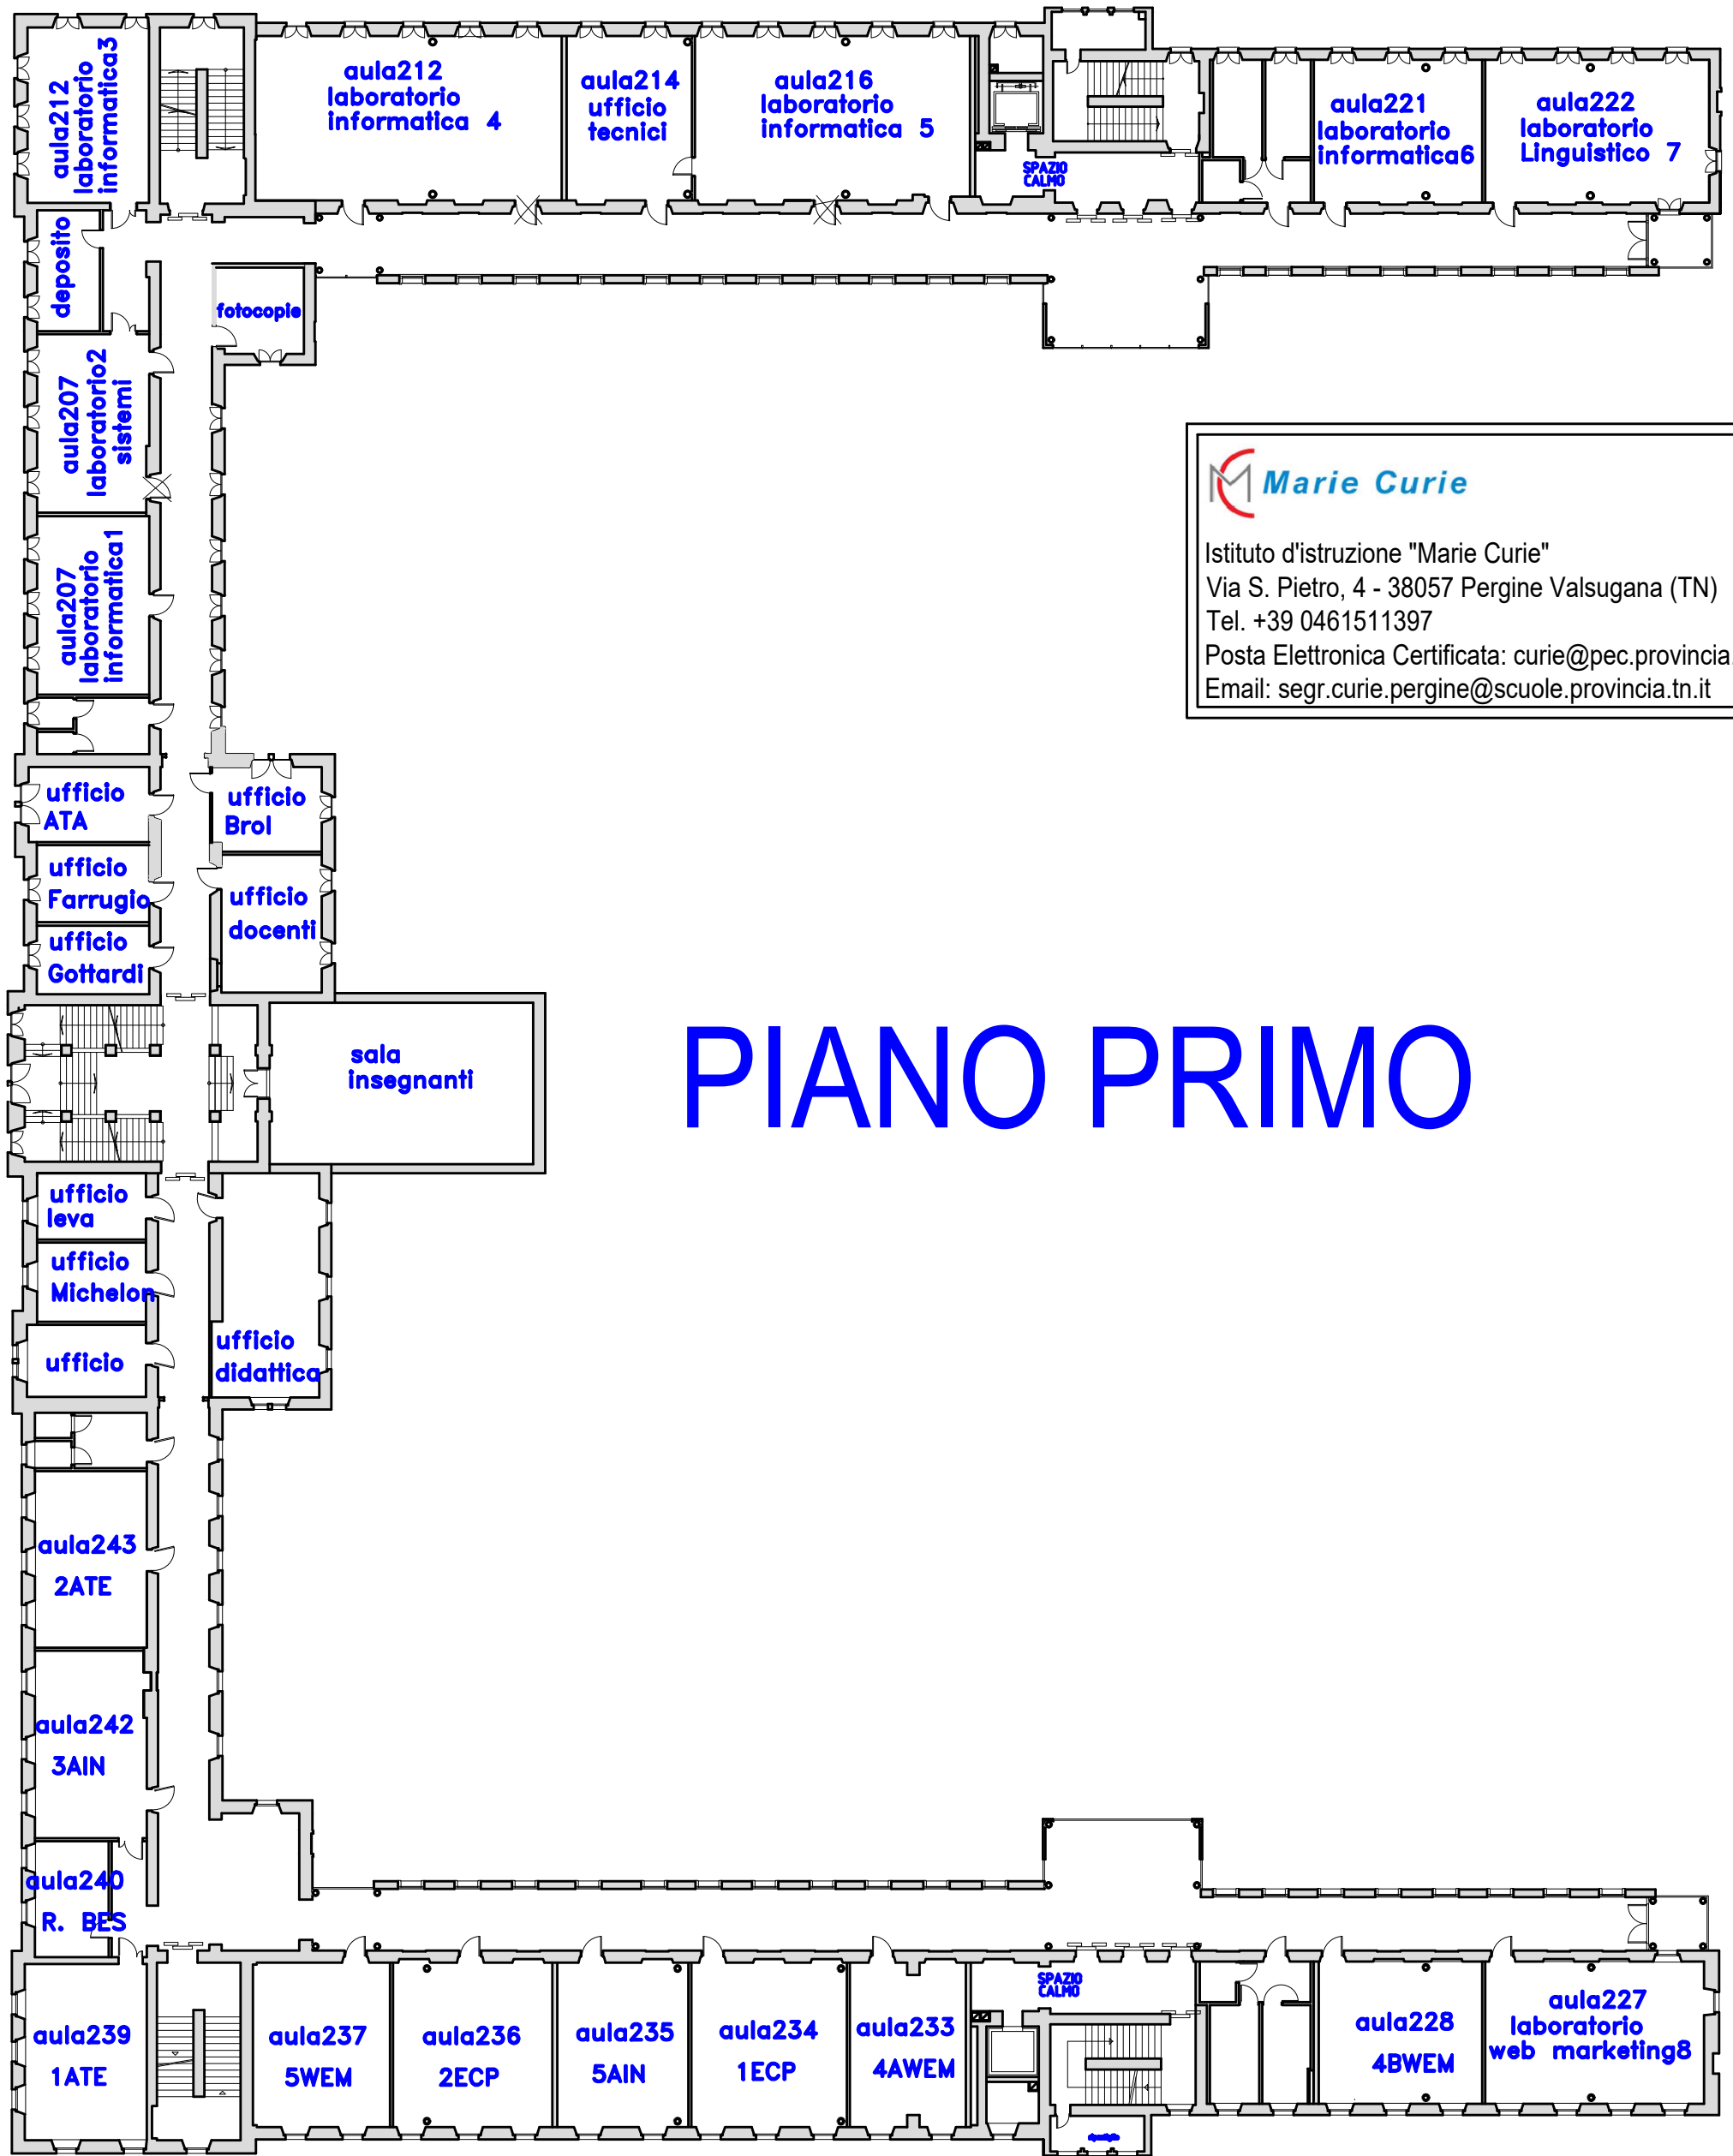 aula212
laboratorio
informatica3
aula212
laboratorio
informatica 4
aula214
ufficio
tecnici
aula216
laboratorio
informatica 5
SPAZIO
CALMO
aula221
laboratorio
informatica6
aula222
laboratorio
Linguistico 7
deposito
fotocopie
aula207
laboratorio2
sistemi
aula207
laboratorio
informatica1
Marie Curie
Istituto d'istruzione "Marie Curie"
Via S. Pietro, 4 - 38057 Pergine Valsugana (TN)
Tel. +39 0461511397
Posta Elettronica Certificata: curie@pec.provincia.
Email: segr.curie.pergine@scuole.provincia.tn.it
ufficio
ATA
ufficio
Brol
ufficio
Farrugio
ufficio
docenti
ufficio
Gottardi
sala
insegnanti
PIANO PRIMO
ufficio
leva
ufficio
Michelon
ufficio
ufficio
didattica
aula243
2ATE
aula242
3AIN
aula240
R. BES
aula239
1ATE
aula237
5WEM
aula236
2ECP
aula235
5AIN
aula234
1ECP
aula233
4AWEM
SPAZIO
CALMO
aula228
4BWEM
aula227
laboratorio
web marketing8